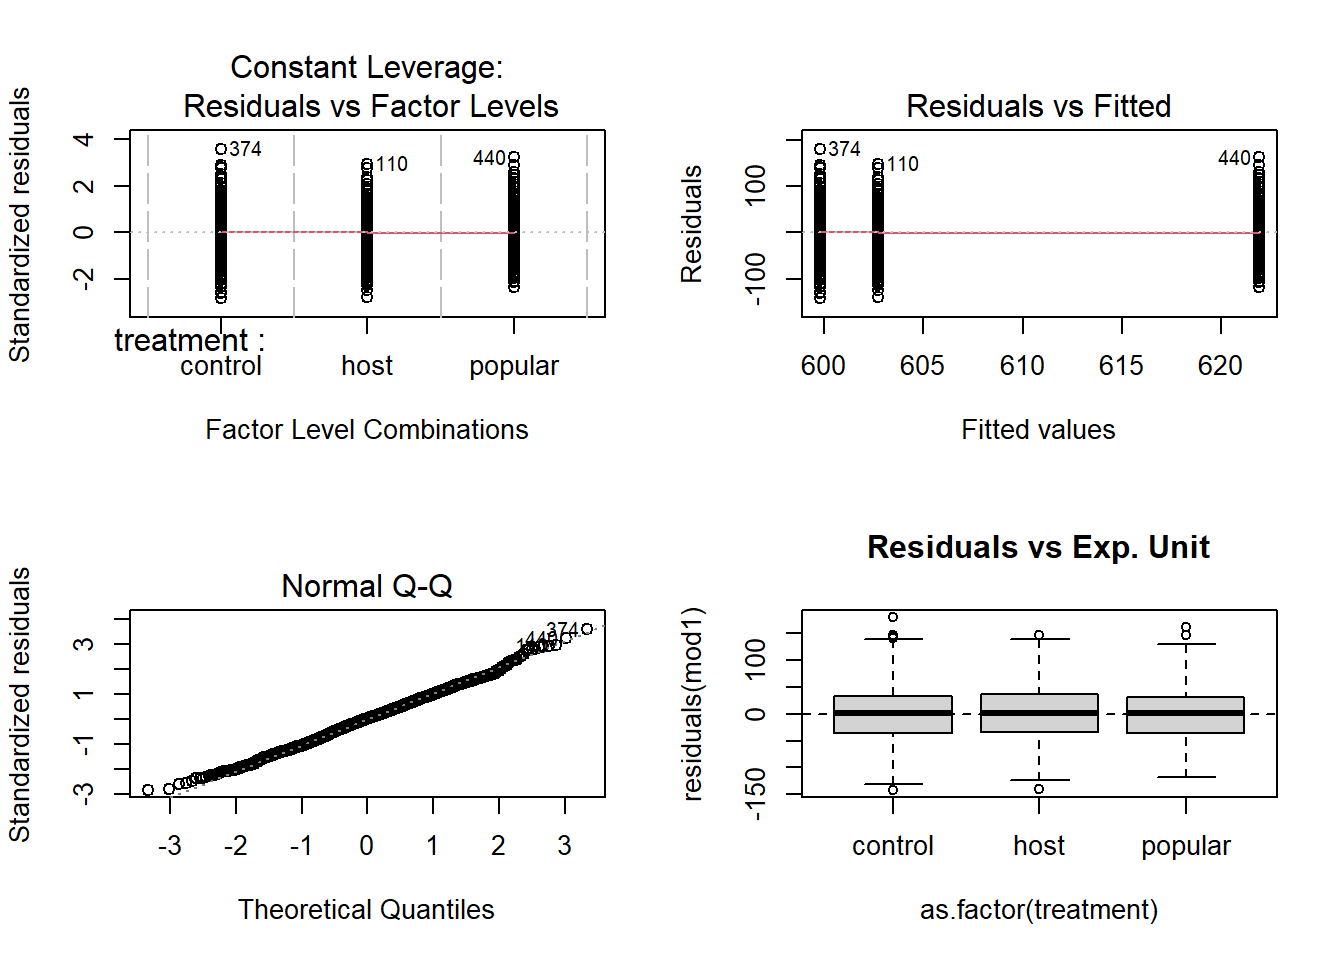 Constant Leverage:
Residuals vs Factor Levels
Standardized residuals
4
2
0
-2
374
110
440
treatment :
control
host
popular
Factor Level Combinations
Residuals vs Fitted
Residuals
100
0
-100
374
110
440
600
605
610
615
620
Fitted values
Normal Q-Q
Standardized residuals
3
1
-1
-3
374
440
-3
-2
-1
0
1
2
3
Theoretical Quantiles
Residuals vs Exp. Unit
residuals(mod1)
100
0
-150
control
host
popular
as.factor(treatment)